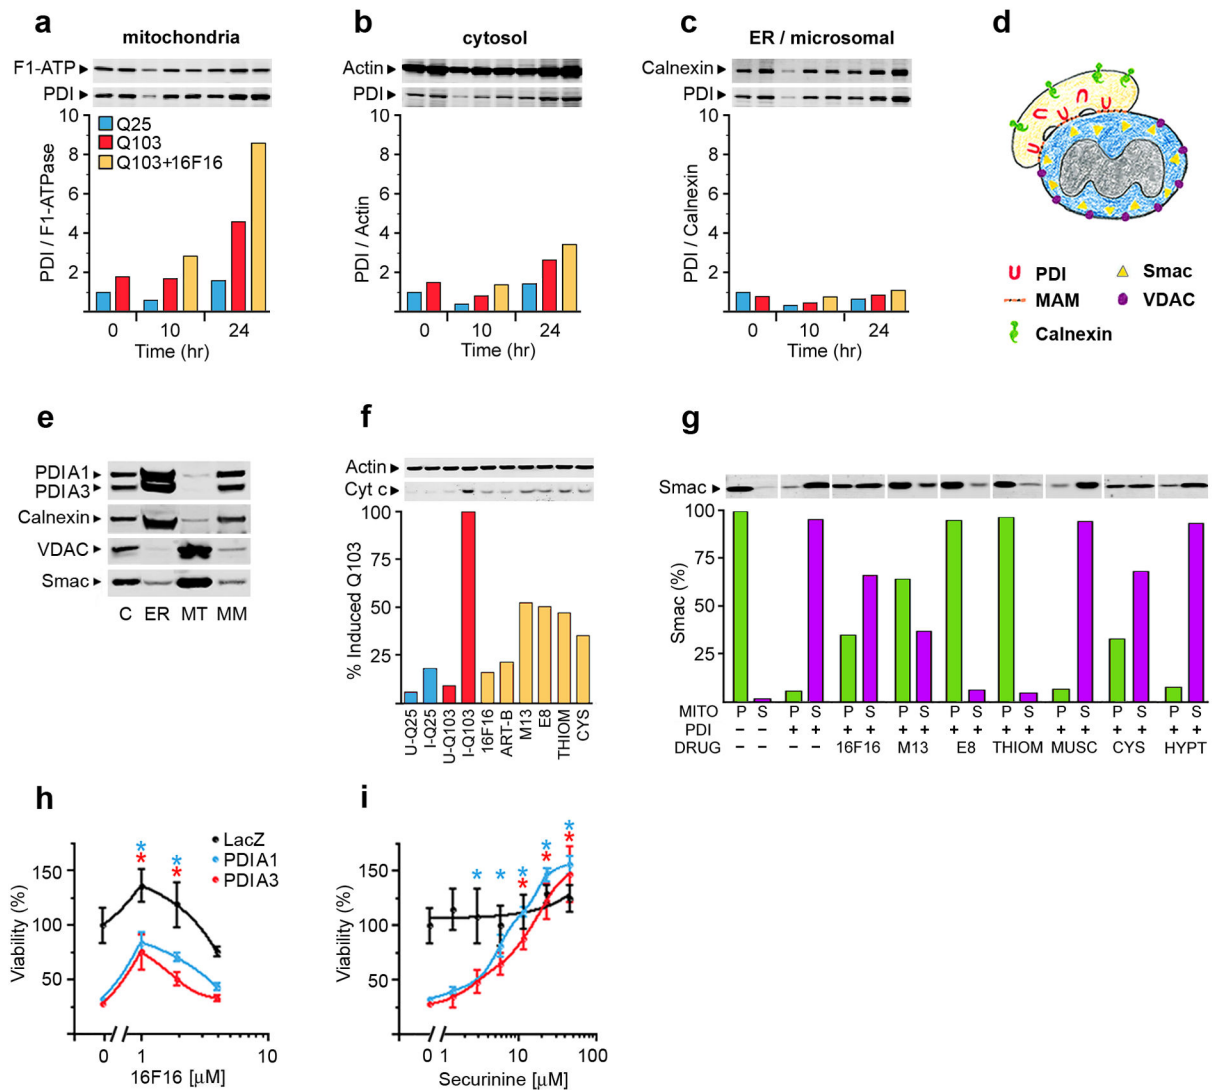 a
mitochondria
F1-ATP
PDI
PDI / F1-ATPase
10
8
6
4
2
Q25
Q103
Q103+16F16
0 10 24
Time (hr)
b
cytosol
Actin
PDI
PDI / Actin
10
8
6
4
2
0 10 24
Time (hr)
c
ER / microsomal
Calnexin
PDI
PDI / Calnexin
10
8
6
4
2
0 10 24
Time (hr)
d
PDI
Smac
MAM
VDAC
Calnexin
e
PDIA1
PDIA3
Calnexin
VDAC
Smac
C ER MT MM
f
Actin
Cyt c
% Induced Q103
100
75
50
25
U-Q25
I-Q25
U-Q103
I-Q103
16F16
ART-B
M13
E8
THIOM
CYS
g
Smac
Smac (%)
100
75
50
25
0
MITO P S P S P S P S P S P S P S P S P S
PDI – – + + + + + + + + + + + + + + + +
DRUG – – – – 16F16 M13 E8 THIOM MUSC CYS HYPT
h
Viability (%)
150
100
50
LacZ
PDIA1
PDIA3
* *
* *
0 1 10
16F16 [µM]
i
Viability (%)
150
100
50
* * * * *
* * *
0 1 10 100
Securinine [µM]